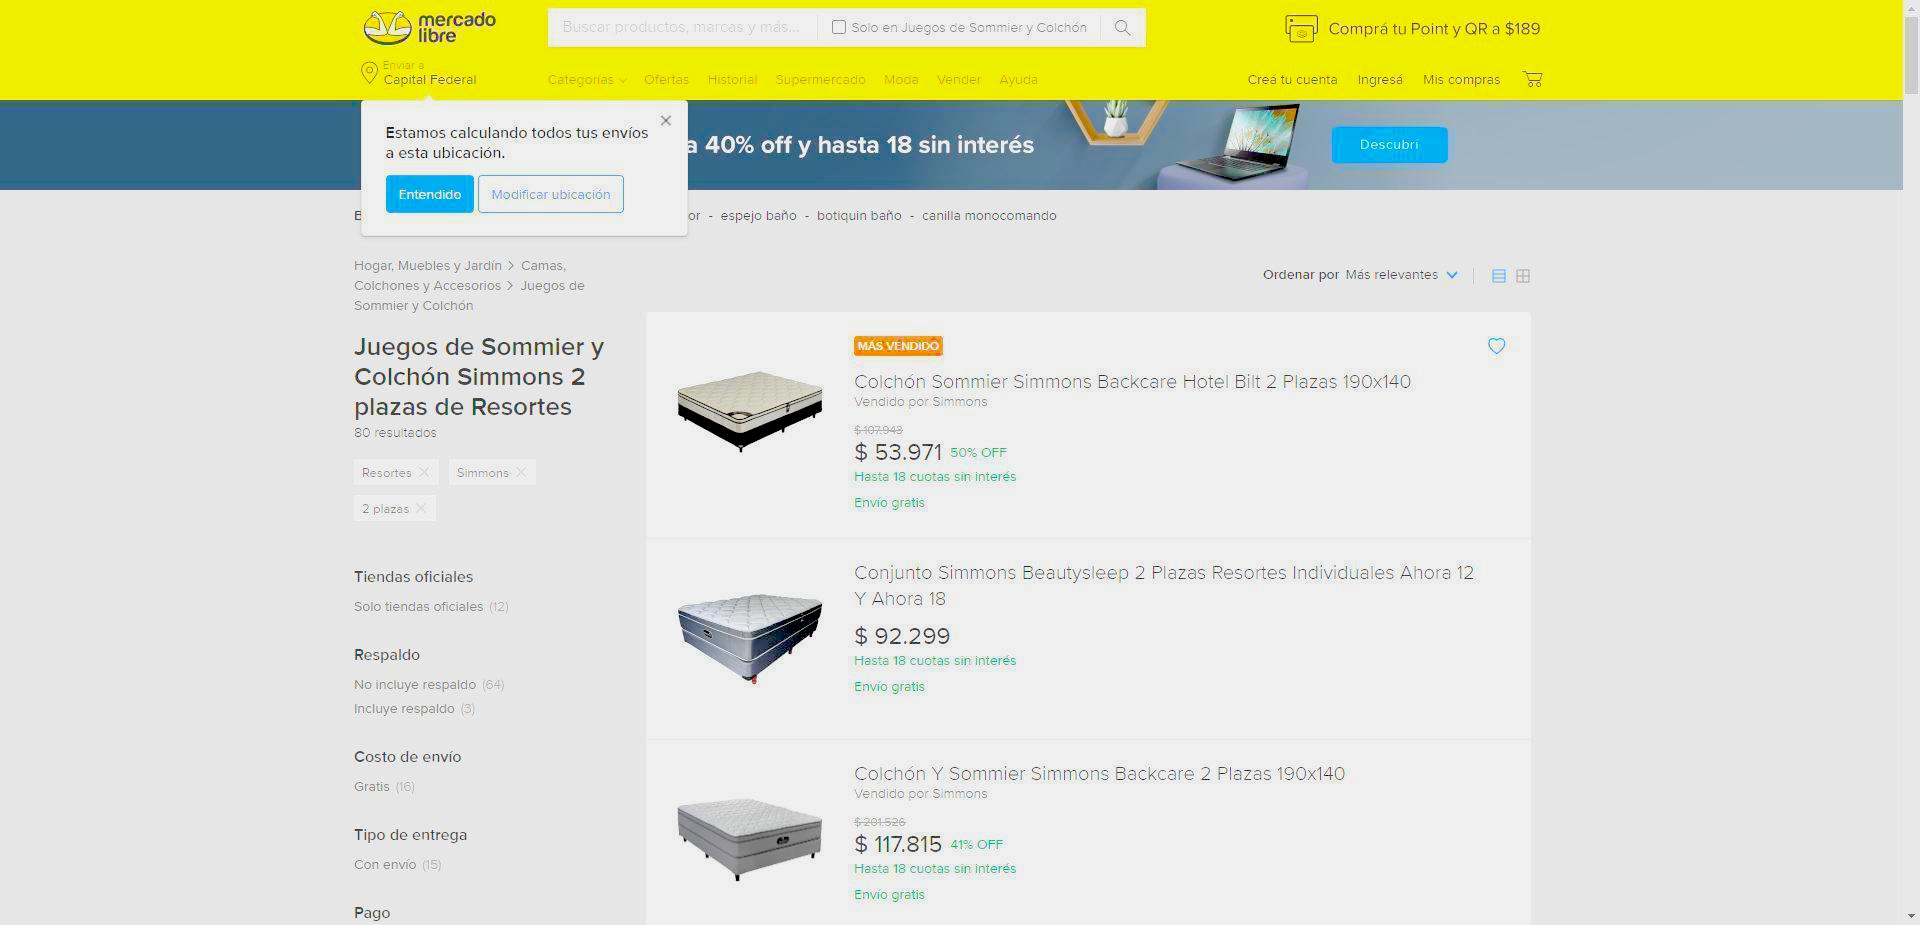 mercado
libre
Buscar productos, marcas y más...
Solo en Juegos de Sommier y Colchón
Comprá tu Point y QR a $189
Enviar a
Capital Federal
Categorías
Ofertas
Historial
Supermercado
Moda
Vender
Ayuda
Creá tu cuenta
Ingresá
Mis compras
Estamos calculando todos tus envíos
a esta ubicación.
Entendido
Modificar ubicación
a 40% off y hasta 18 sin interés
Descubrí
or - espejo baño - botiquin baño - canilla monocomando
Hogar, Muebles y Jardín > Camas,
Colchones y Accesorios > Juegos de
Sommier y Colchón
Ordenar por Más relevantes
Juegos de Sommier y
Colchón Simmons 2
plazas de Resortes
80 resultados
Resortes
Simmons
2 plazas
Tiendas oficiales
Solo tiendas oficiales (12)
Respaldo
No incluye respaldo (64)
Incluye respaldo (3)
Costo de envío
Gratis (16)
Tipo de entrega
Con envío (15)
Pago
MÁS VENDIDO
Colchón Sommier Simmons Backcare Hotel Bilt 2 Plazas 190x140
Vendido por Simmons
$ 107.943
$ 53.971 50% OFF
Hasta 18 cuotas sin interés
Envío gratis
Conjunto Simmons Beautysleep 2 Plazas Resortes Individuales Ahora 12
Y Ahora 18
$ 92.299
Hasta 18 cuotas sin interés
Envío gratis
Colchón Y Sommier Simmons Backcare 2 Plazas 190x140
Vendido por Simmons
$ 201.526
$ 117.815 41% OFF
Hasta 18 cuotas sin interés
Envío gratis